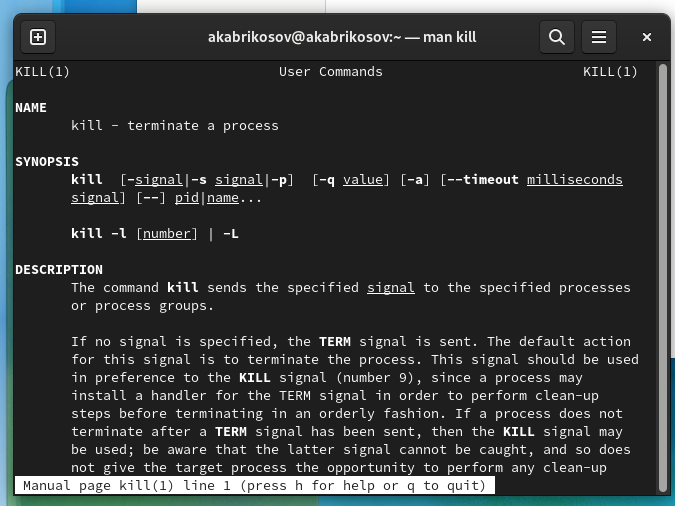 akabrikosov@akabrikosov:~ — man kill
KILL(1) User Commands KILL(1)
NAME
kill - terminate a process
SYNOPSIS
kill [-signal|-s signal|-p] [-q value] [-a] [--timeout milliseconds
signal] [--] pid|name...
kill -l [number] | -L
DESCRIPTION
The command kill sends the specified signal to the specified processes
or process groups.
If no signal is specified, the TERM signal is sent. The default action
for this signal is to terminate the process. This signal should be used
in preference to the KILL signal (number 9), since a process may
install a handler for the TERM signal in order to perform clean-up
steps before terminating in an orderly fashion. If a process does not
terminate after a TERM signal has been sent, then the KILL signal may
be used; be aware that the latter signal cannot be caught, and so does
not give the target process the opportunity to perform any clean-up
Manual page kill(1) line 1 (press h for help or q to quit)